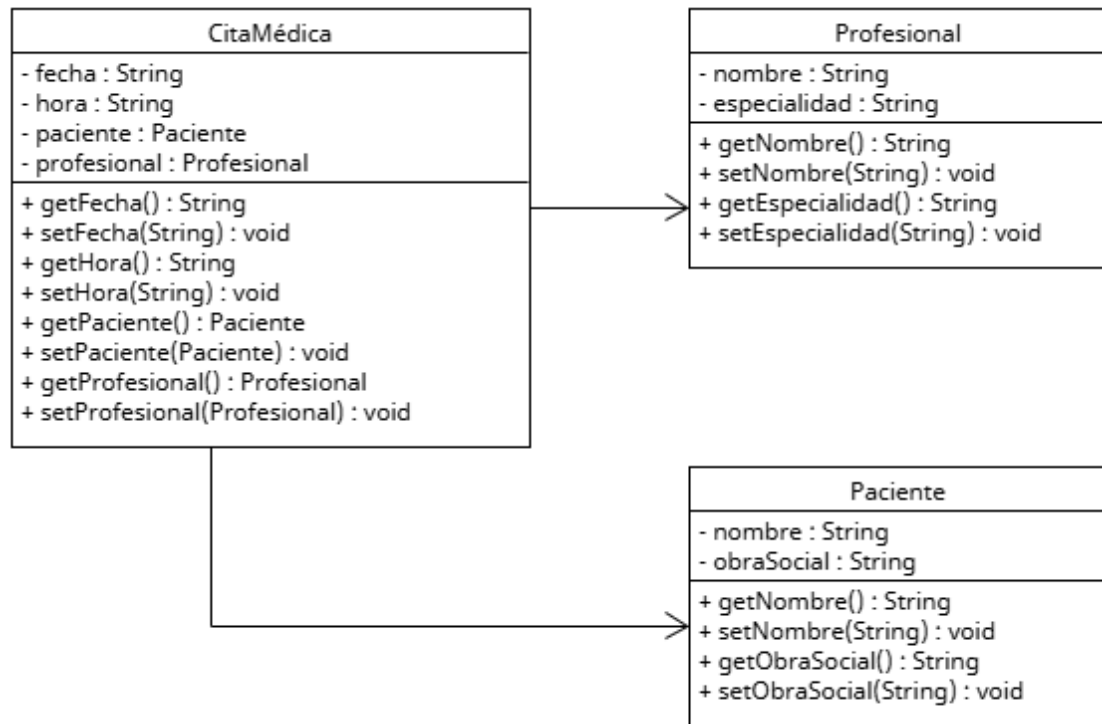 CitaMédica
- fecha : String
- hora : String
- paciente : Paciente
- profesional : Profesional
+ getFecha() : String
+ setFecha(String) : void
+ getHora() : String
+ setHora(String) : void
+ getPaciente() : Paciente
+ setPaciente(Paciente) : void
+ getProfesional() : Profesional
+ setProfesional(Profesional) : void
Profesional
- nombre : String
- especialidad : String
+ getNombre() : String
+ setNombre(String) : void
+ getEspecialidad() : String
+ setEspecialidad(String) : void
Paciente
- nombre : String
- obraSocial : String
+ getNombre() : String
+ setNombre(String) : void
+ getObraSocial() : String
+ setObraSocial(String) : void